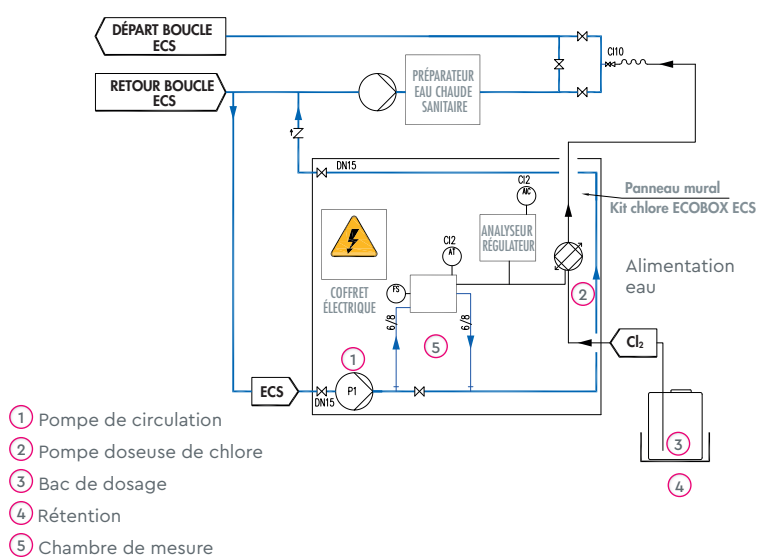 DÉPART BOUCLE
ECS
RETOUR BOUCLE
ECS
PRÉPARATEUR
EAU CHAUDE
SANITAIRE
Cl10
DN15
Cl2
AIC
Panneau mural
Kit chlore ECOBOX ECS
ANALYSEUR
RÉGULATEUR
Cl2
AT
FS
COFFRET
ÉLECTRIQUE
Alimentation
eau
2
6/8
6/8
5
1
Cl₂
ECS
P1
DN15
3
4
1 Pompe de circulation
2 Pompe doseuse de chlore
3 Bac de dosage
4 Rétention
5 Chambre de mesure